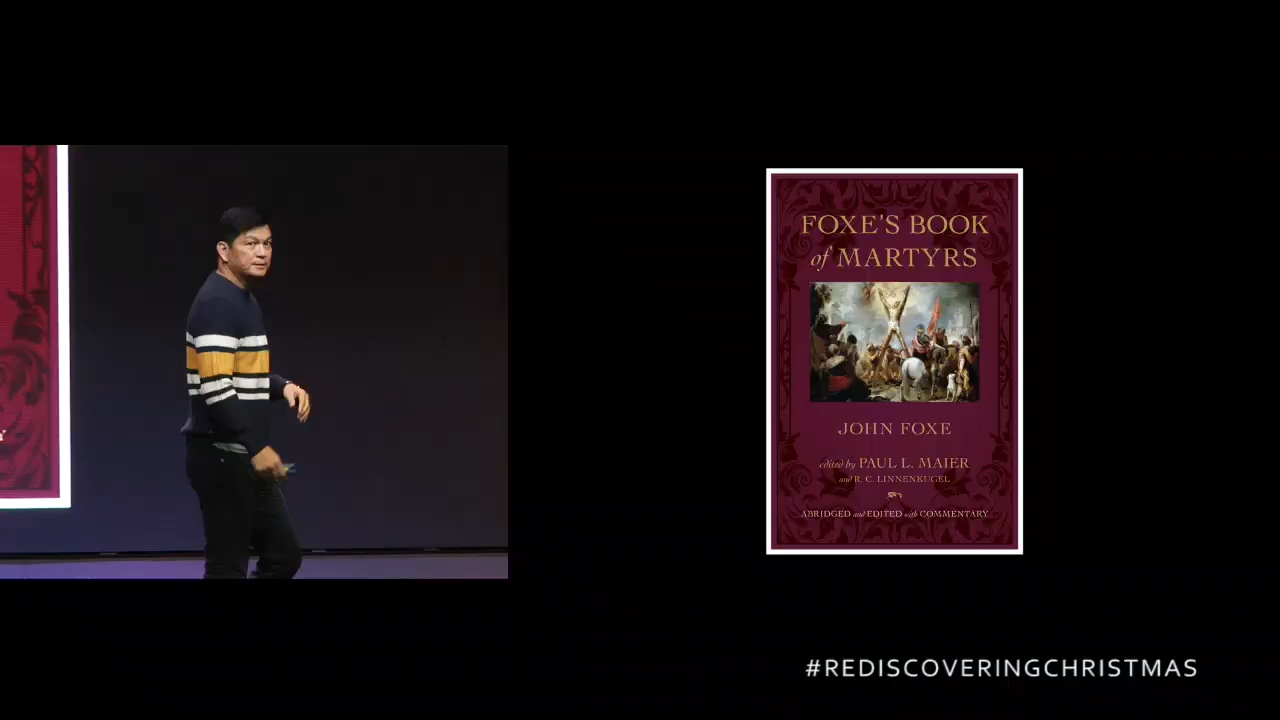 FOXE'S BOOK
of MARTYRS
JOHN FOXE
edited by PAUL L. MAIER
and R. C. LINNENKUGEL
ABRIDGED and EDITED with COMMENTARY
#REDISCOVERINGCHRISTMAS